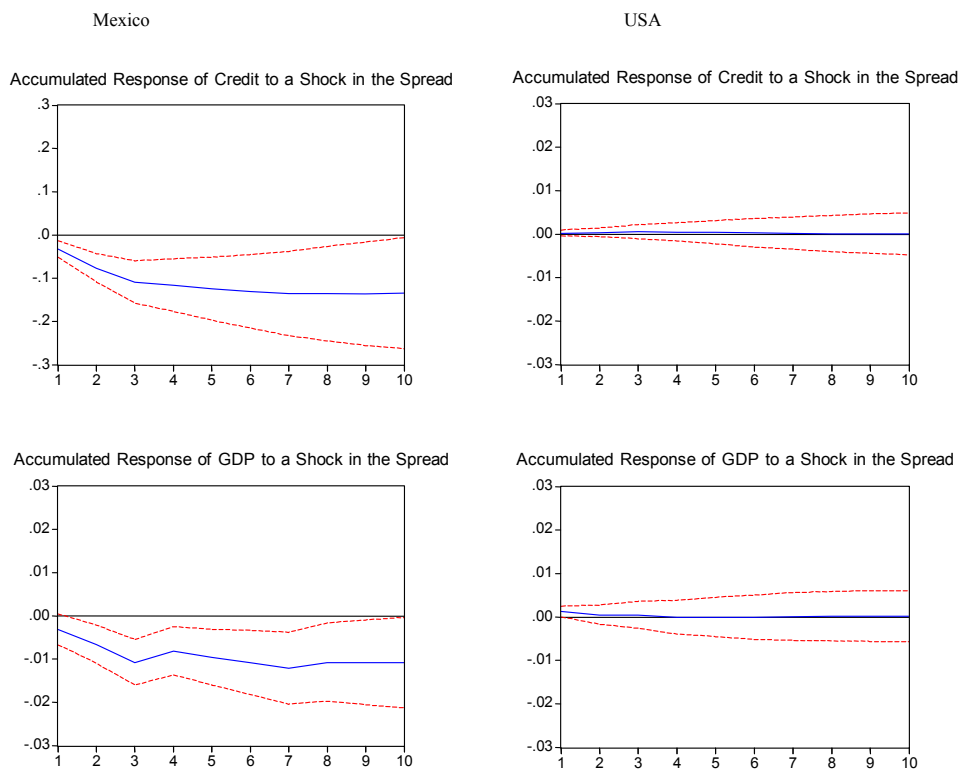 Mexico
USA
Accumulated Response of Credit to a Shock in the Spread
.3
.2
.1
.0
-.1
-.2
-.3
1 2 3 4 5 6 7 8 9 10
Accumulated Response of Credit to a Shock in the Spread
.03
.02
.01
.00
-.01
-.02
-.03
1 2 3 4 5 6 7 8 9 10
Accumulated Response of GDP to a Shock in the Spread
.03
.02
.01
.00
-.01
-.02
-.03
1 2 3 4 5 6 7 8 9 10
Accumulated Response of GDP to a Shock in the Spread
.03
.02
.01
.00
-.01
-.02
-.03
1 2 3 4 5 6 7 8 9 10